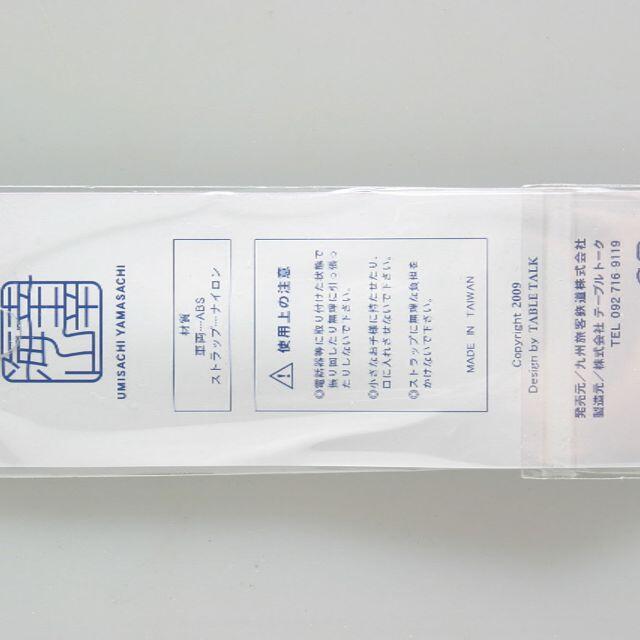 海幸山幸
UMISACHI YAMASACHI
材質
車両…ABS
ストラップ…ナイロン
使用上の注意
◎電話器等に取り付けた状態で
振り回したり無理に引っ張っ
たりしないで下さい。
◎小さなお子様に持たせたり、
口に入れさせないで下さい。
◎ストラップに無理な負担を
かけないで下さい。
MADE IN TAIWAN
Copyright 2009
Design by TABLE TALK
発売元／九州旅客鉄道株式会社
製造元／株式会社 テーブルトーク
TEL 092 716 9119